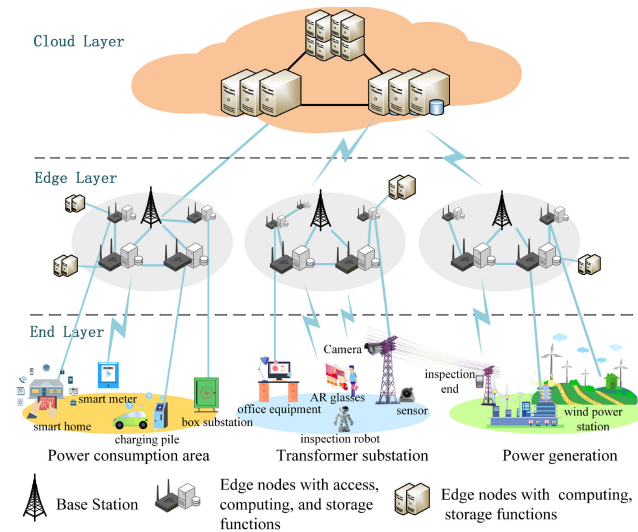 Cloud Layer
Edge Layer
End Layer
Camera
smart meter
AR glasses
inspection
end
smart home
charging pile
box substation
office equipment
inspection robot
sensor
wind power
station
Power consumption area
Transformer substation
Power generation
Base Station
Edge nodes with access,
computing, and storage
functions
Edge nodes with computing,
storage functions